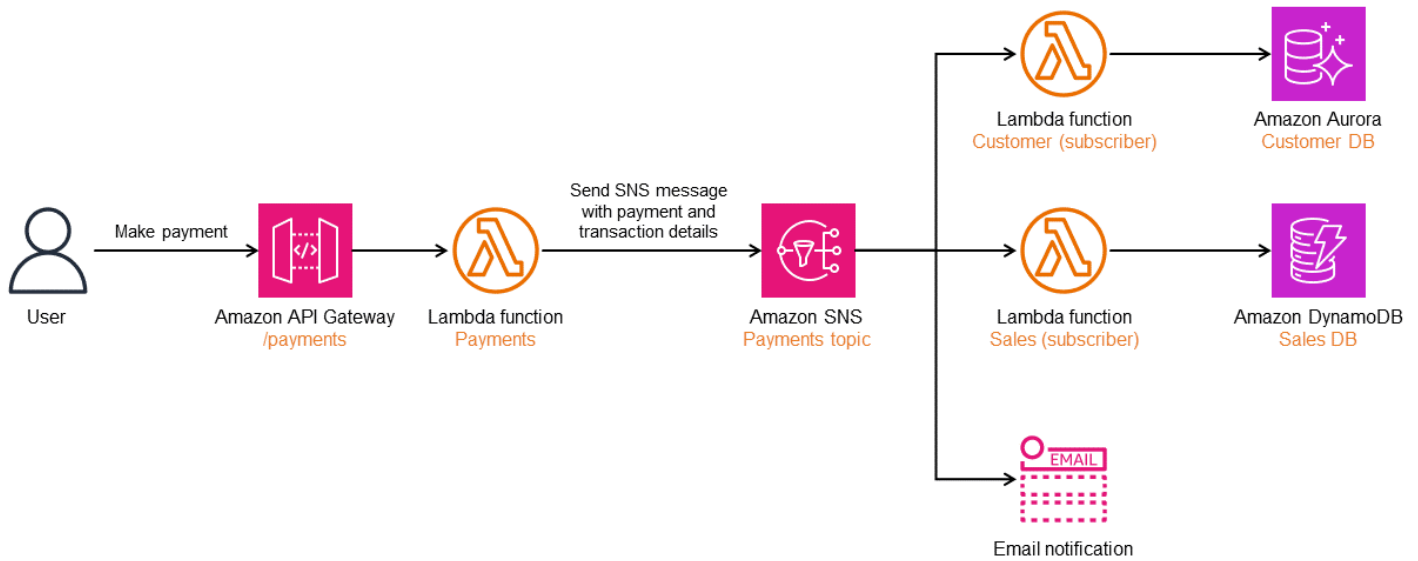 Lambda function
Customer (subscriber)
Amazon Aurora
Customer DB
Make payment
Send SNS message
with payment and
transaction details
</>
User
Amazon API Gateway
/payments
Lambda function
Payments
Amazon SNS
Payments topic
Lambda function
Sales (subscriber)
Amazon DynamoDB
Sales DB
EMAIL
Email notification